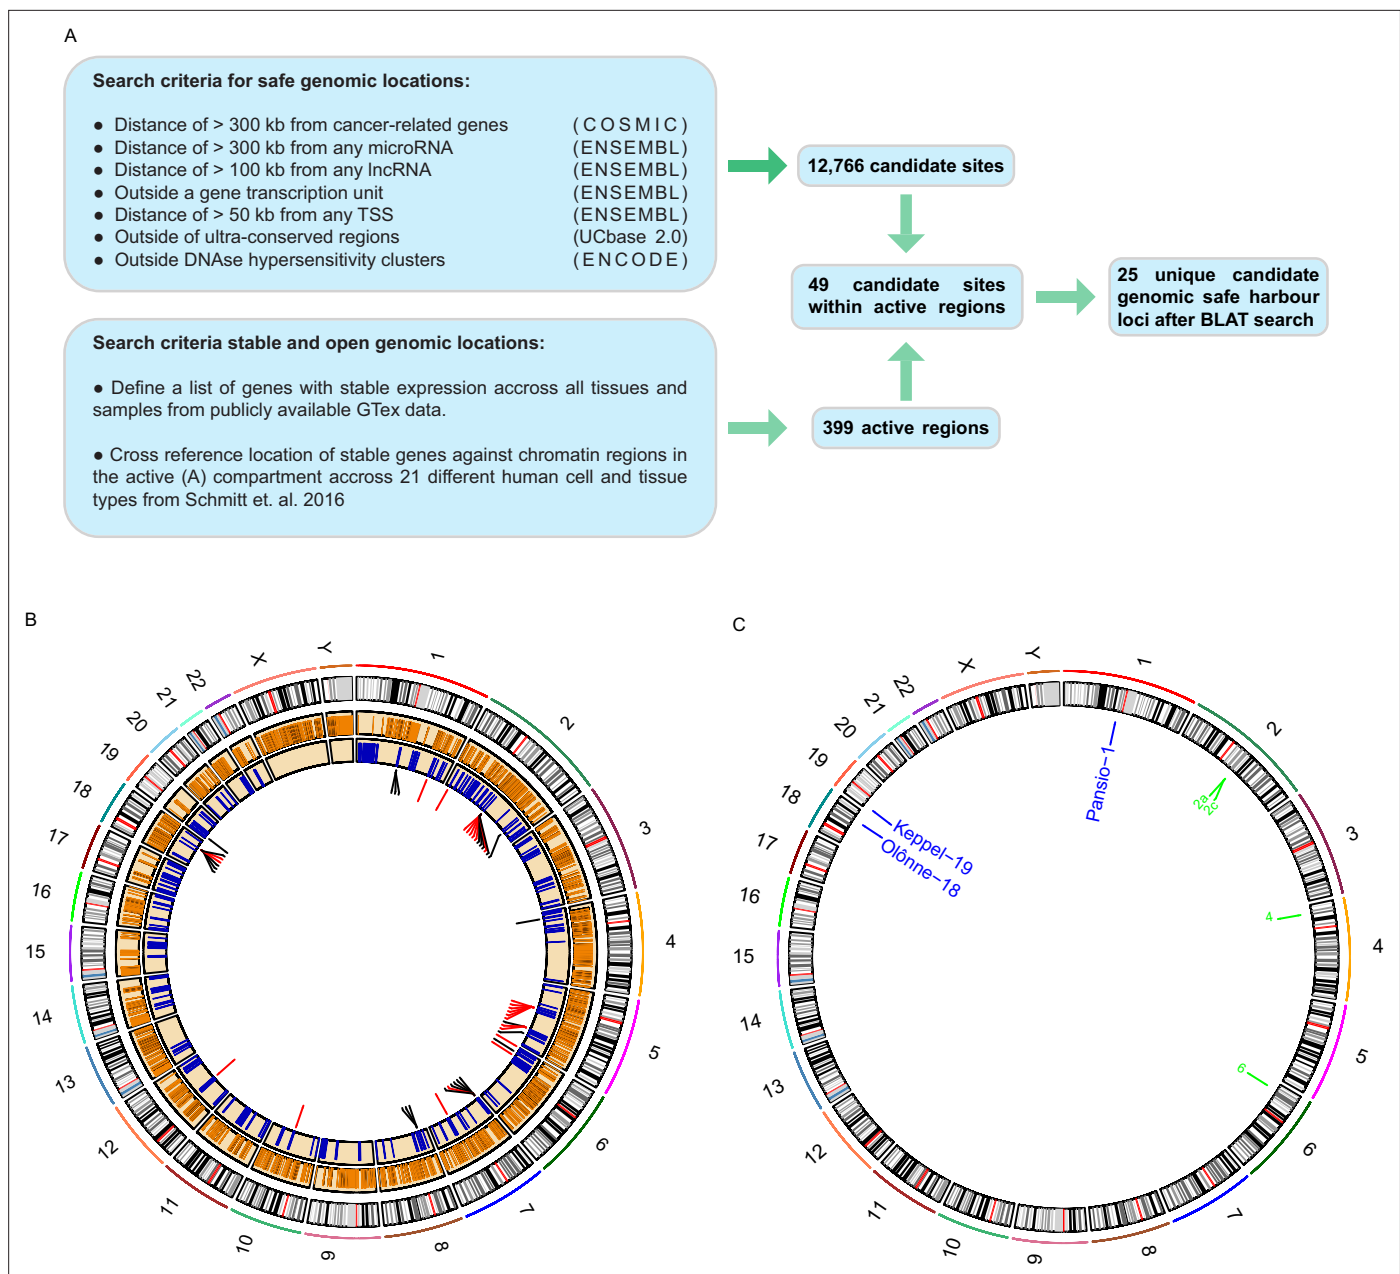 A
Search criteria for safe genomic locations:
● Distance of > 300 kb from cancer-related genes (COSMIC)
● Distance of > 300 kb from any microRNA (ENSEMBL)
● Distance of > 100 kb from any lncRNA (ENSEMBL)
● Outside a gene transcription unit (ENSEMBL)
● Distance of > 50 kb from any TSS (ENSEMBL)
● Outside of ultra-conserved regions (UCbase 2.0)
● Outside DNAse hypersensitivity clusters (ENCODE)
12,766 candidate sites
49 candidate sites
within active regions
25 unique candidate
genomic safe harbour
loci after BLAT search
Search criteria stable and open genomic locations:
● Define a list of genes with stable expression accross all tissues and
samples from publicly available GTex data.
● Cross reference location of stable genes against chromatin regions in
the active (A) compartment accross 21 different human cell and tissue
types from Schmitt et. al. 2016
399 active regions
B
1
2
3
4
5
6
7
8
9
10
11
12
13
14
15
16
17
18
19
20
21
22
X
Y
C
1
2
3
4
5
6
7
8
9
10
11
12
13
14
15
16
17
18
19
20
21
22
X
Y
Pansio−1
2a
2c
4
6
Keppel−19
Olônne−18